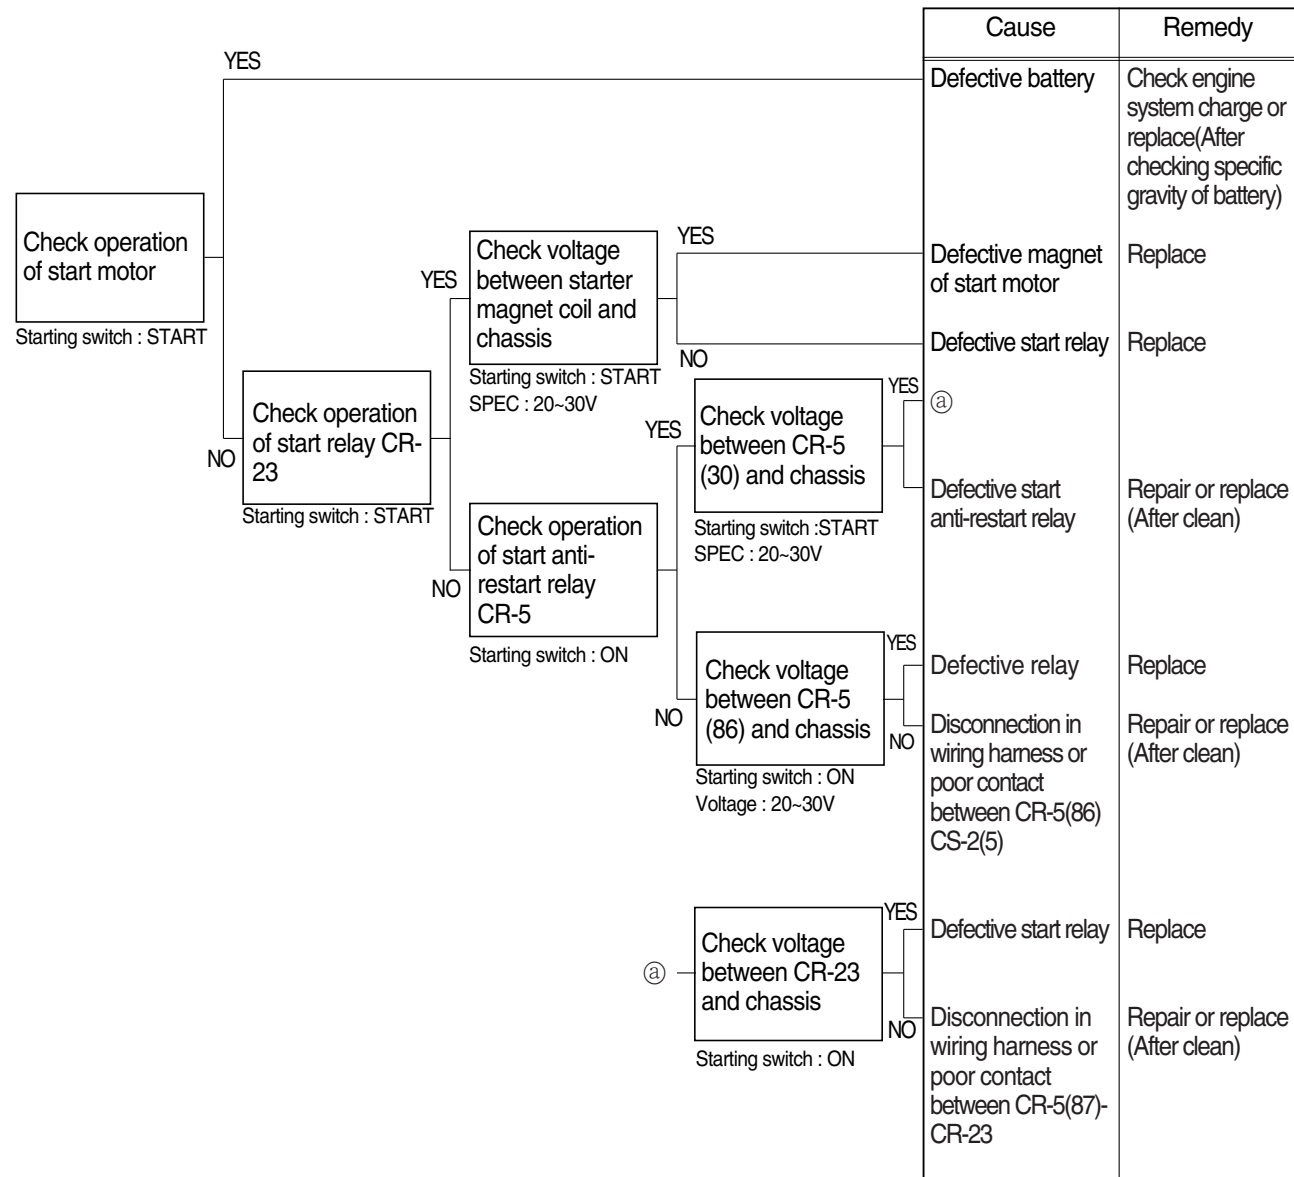 Cause
Remedy
YES
Defective battery
Check engine
system charge or
replace(After
checking specific
gravity of battery)
Check operation
of start motor
Starting switch : START
YES
Check voltage
between starter
magnet coil and
chassis
Starting switch : START
SPEC : 20~30V
YES
Defective magnet
of start motor
Replace
NO
Defective start relay
Replace
NO
Check operation
of start relay CR-
23
Starting switch : START
YES
Check voltage
between CR-5
(30) and chassis
Starting switch :START
SPEC : 20~30V
YES
ⓐ
Defective start
anti-restart relay
Repair or replace
(After clean)
NO
Check operation
of start anti-
restart relay
CR-5
Starting switch : ON
NO
Check voltage
between CR-5
(86) and chassis
Starting switch : ON
Voltage : 20~30V
YES
Defective relay
Replace
NO
Disconnection in
wiring harness or
poor contact
between CR-5(86)
CS-2(5)
Repair or replace
(After clean)
ⓐ
Check voltage
between CR-23
and chassis
Starting switch : ON
YES
Defective start relay
Replace
NO
Disconnection in
wiring harness or
poor contact
between CR-5(87)-
CR-23
Repair or replace
(After clean)